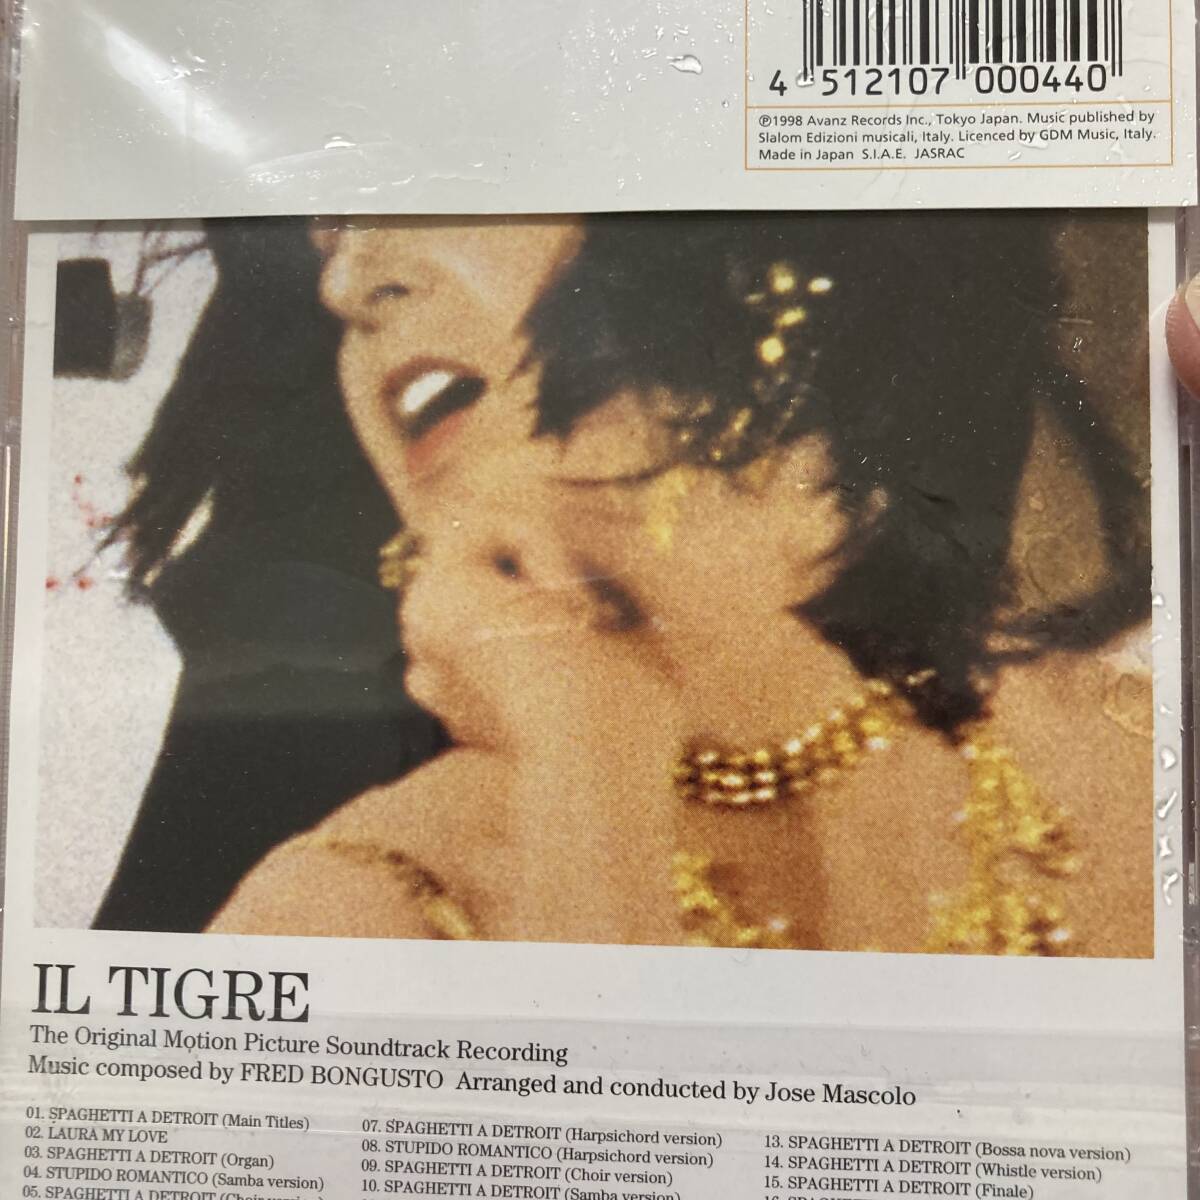 4 512107 000440
℗1998 Avanz Records Inc., Tokyo Japan. Music published by
Slalom Edizioni musicali, Italy. Licenced by GDM Music, Italy.
Made in Japan S.I.A.E. JASRAC
IL TIGRE
The Original Motion Picture Soundtrack Recording
Music composed by FRED BONGUSTO Arranged and conducted by Jose Mascolo
01. SPAGHETTI A DETROIT (Main Titles)
02. LAURA MY LOVE
03. SPAGHETTI A DETROIT (Organ)
04. STUPIDO ROMANTICO (Samba version)
05. SPAGHETTI A DETROIT
07. SPAGHETTI A DETROIT (Harpsichord version)
08. STUPIDO ROMANTICO (Harpsichord version)
09. SPAGHETTI A DETROIT (Choir version)
10. SPAGHETTI A DETROIT (Samba version)
13. SPAGHETTI A DETROIT (Bossa nova version)
14. SPAGHETTI A DETROIT (Whistle version)
15. SPAGHETTI A DETROIT (Finale)